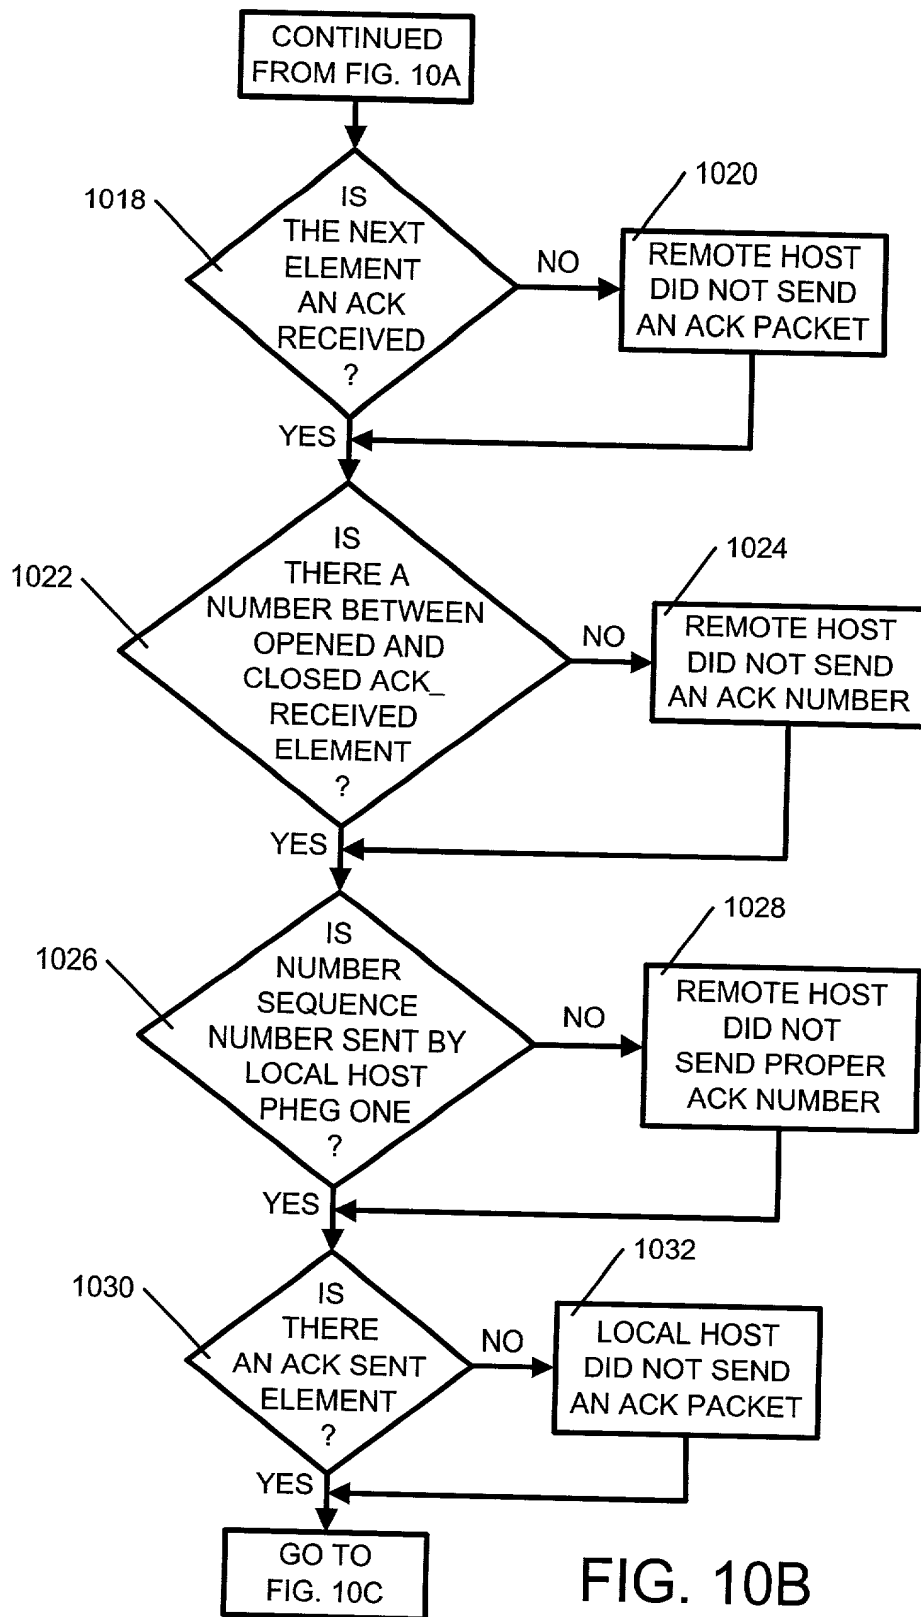 CONTINUED
FROM FIG. 10A
1018
IS
THE NEXT
ELEMENT
AN ACK
RECEIVED
?
NO
1020
REMOTE HOST
DID NOT SEND
AN ACK PACKET
YES
1022
IS
THERE A
NUMBER BETWEEN
OPENED AND
CLOSED ACK_
RECEIVED
ELEMENT
?
NO
1024
REMOTE HOST
DID NOT SEND
AN ACK NUMBER
YES
1026
IS
NUMBER
SEQUENCE
NUMBER SENT BY
LOCAL HOST
PHEG ONE
?
NO
1028
REMOTE HOST
DID NOT
SEND PROPER
ACK NUMBER
YES
1030
IS
THERE
AN ACK SENT
ELEMENT
?
NO
1032
LOCAL HOST
DID NOT SEND
AN ACK PACKET
YES
GO TO
FIG. 10C
FIG. 10B